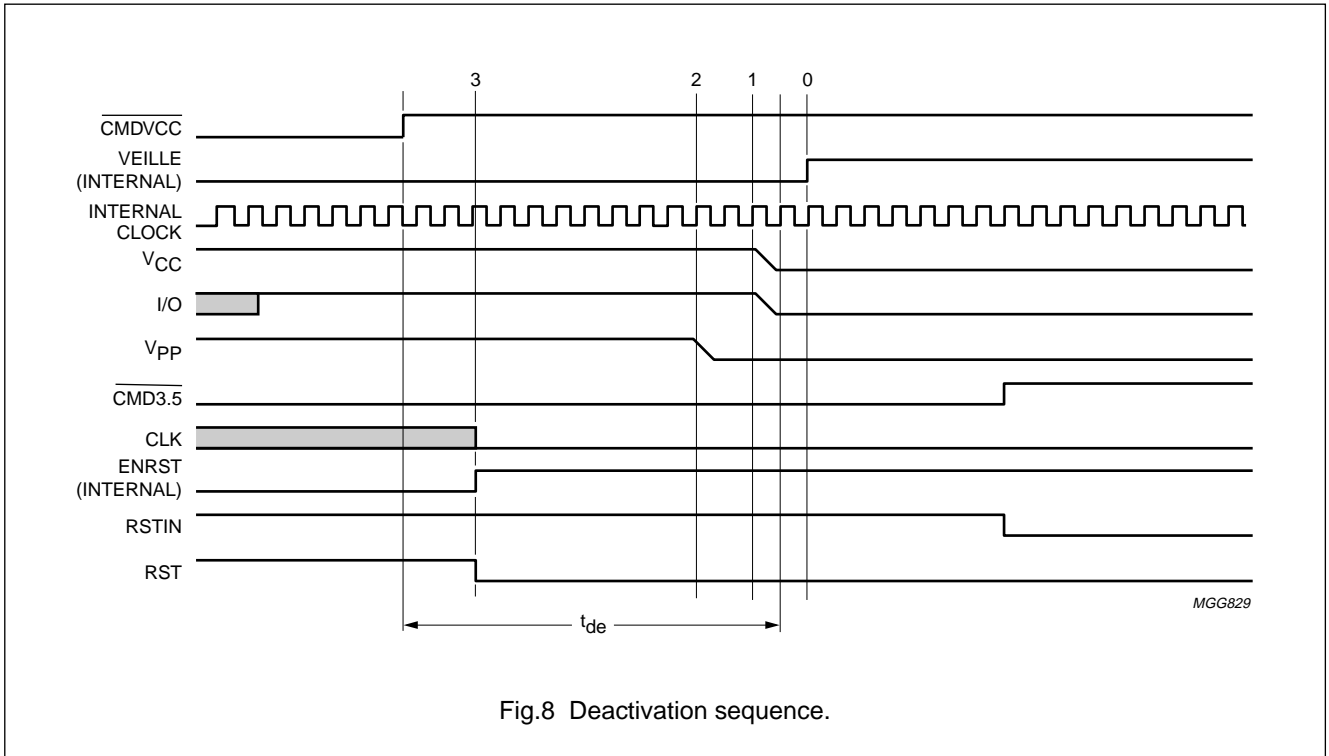 3 2 1 0
CMDVCC
VEILLE
(INTERNAL)
INTERNAL
CLOCK
VCC
I/O
VPP
CMD3.5
CLK
ENRST
(INTERNAL)
RSTIN
RST
MGG829
tde
Fig.8 Deactivation sequence.